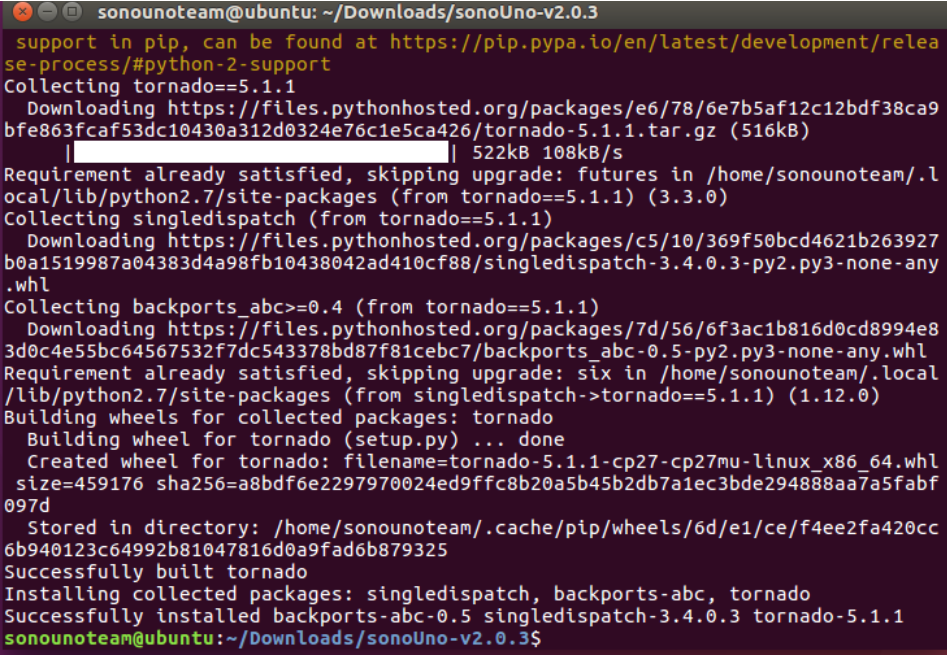 sonounoteam@ubuntu: ~/Downloads/sonoUno-v2.0.3
support in pip, can be found at https://pip.pypa.io/en/latest/development/relea
se-process/#python-2-support
Collecting tornado==5.1.1
Downloading https://files.pythonhosted.org/packages/e6/78/6e7b5af12c12bdf38ca9
bfe863fcaf53dc10430a312d0324e76c1e5ca426/tornado-5.1.1.tar.gz (516kB)
| | 522kB 108kB/s
Requirement already satisfied, skipping upgrade: futures in /home/sonounoteam/.l
ocal/lib/python2.7/site-packages (from tornado==5.1.1) (3.3.0)
Collecting singledispatch (from tornado==5.1.1)
Downloading https://files.pythonhosted.org/packages/c5/10/369f50bcd4621b263927
b0a1519987a04383d4a98fb10438042ad410cf88/singledispatch-3.4.0.3-py2.py3-none-any
.whl
Collecting backports_abc>=0.4 (from tornado==5.1.1)
Downloading https://files.pythonhosted.org/packages/7d/56/6f3ac1b816d0cd8994e8
3d0c4e55bc64567532f7dc543378bd87f81cebc7/backports_abc-0.5-py2.py3-none-any.whl
Requirement already satisfied, skipping upgrade: six in /home/sonounoteam/.local
/lib/python2.7/site-packages (from singledispatch->tornado==5.1.1) (1.12.0)
Building wheels for collected packages: tornado
Building wheel for tornado (setup.py) ... done
Created wheel for tornado: filename=tornado-5.1.1-cp27-cp27mu-linux_x86_64.whl
size=459176 sha256=a8bdf6e2297970024ed9ffc8b20a5b45b2db7a1ec3bde294888aa7a5fabf
097d
Stored in directory: /home/sonounoteam/.cache/pip/wheels/6d/e1/ce/f4ee2fa420cc
6b940123c64992b81047816d0a9fad6b879325
Successfully built tornado
Installing collected packages: singledispatch, backports-abc, tornado
Successfully installed backports-abc-0.5 singledispatch-3.4.0.3 tornado-5.1.1
sonounoteam@ubuntu:~/Downloads/sonoUno-v2.0.3$